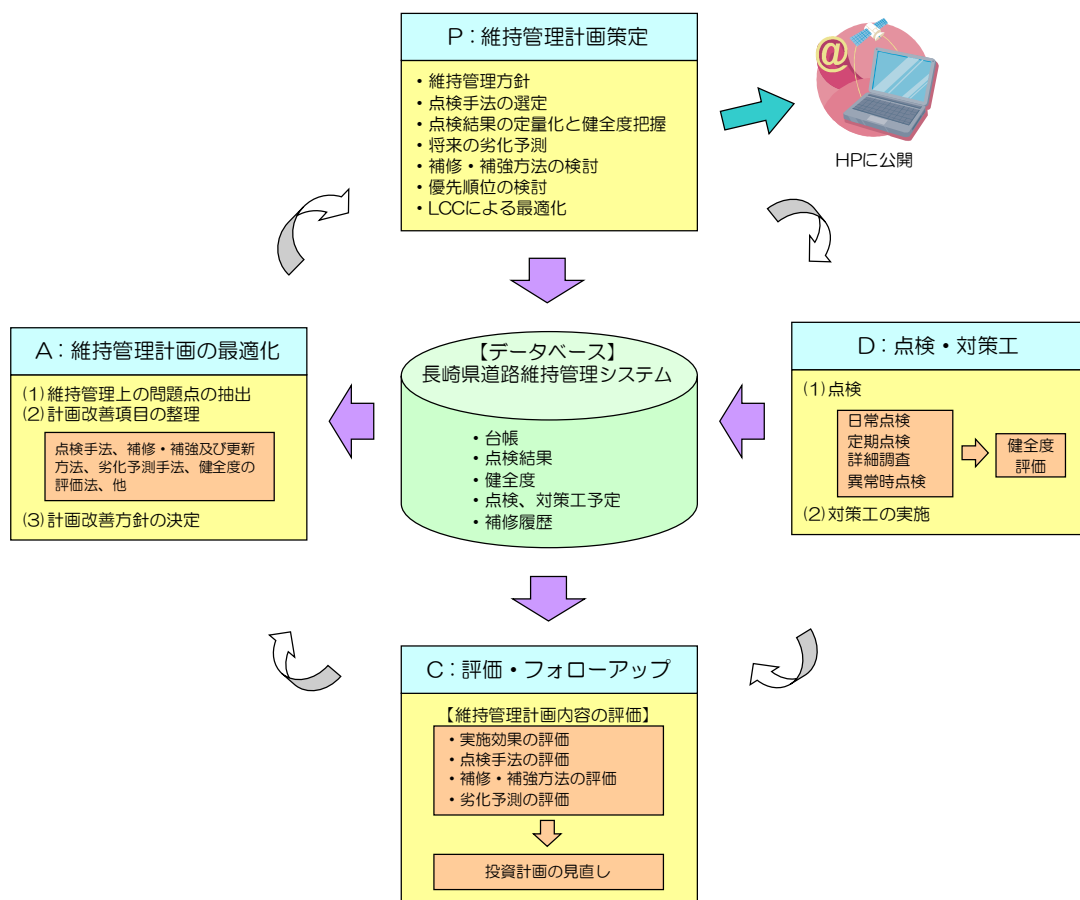 P：維持管理計画策定
・維持管理方針
・点検手法の選定
・点検結果の定量化と健全度把握
・将来の劣化予測
・補修・補強方法の検討
・優先順位の検討
・LCCによる最適化
@
HPに公開
A：維持管理計画の最適化
(1)維持管理上の問題点の抽出
(2)計画改善項目の整理
点検手法、補修・補強及び更新
方法、劣化予測手法、健全度の
評価法、他
(3)計画改善方針の決定
【データベース】
長崎県道路維持管理システム
・台帳
・点検結果
・健全度
・点検、対策工予定
・補修履歴
D：点検・対策工
(1)点検
日常点検
定期点検
詳細調査
異常時点検
健全度
評価
(2)対策工の実施
C：評価・フォローアップ
【維持管理計画内容の評価】
・実施効果の評価
・点検手法の評価
・補修・補強方法の評価
・劣化予測の評価
投資計画の見直し